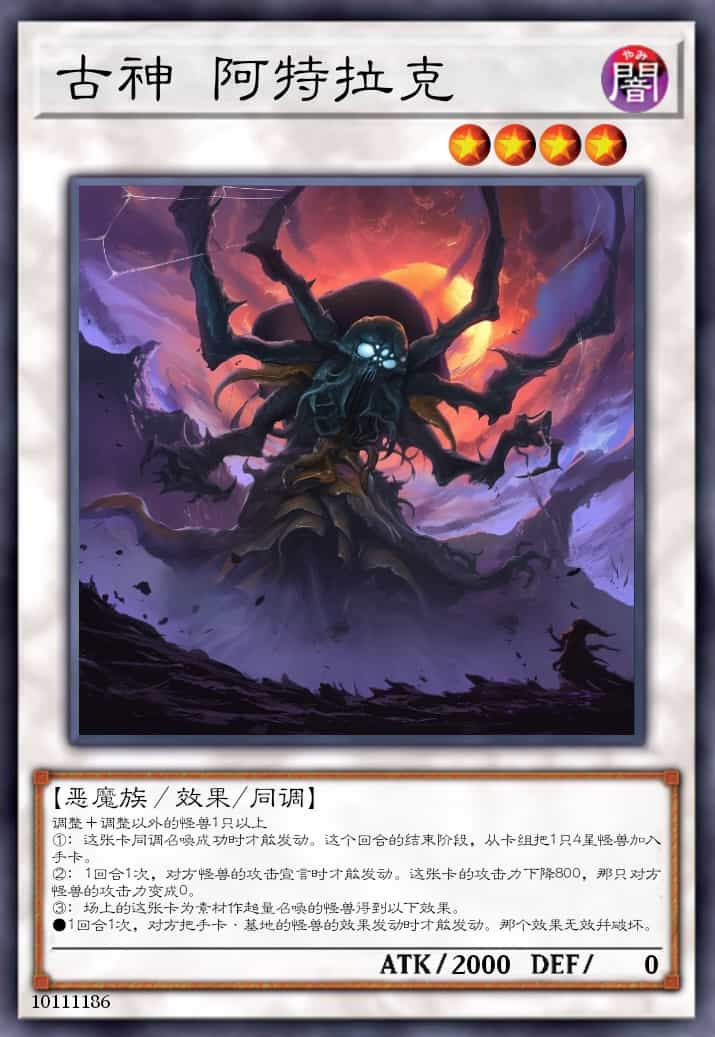 古神 阿特拉克
やみ
闇
【恶魔族／效果/同调】
调整＋调整以外的怪兽1只以上
①：这张卡同调召唤成功时才能发动。这个回合的结束阶段，从卡组把1只4星怪兽加入
手卡。
②：1回合1次，对方怪兽的攻击宣言时才能发动。这张卡的攻击力下降800，那只对方
怪兽的攻击力变成0。
③：场上的这张卡为素材作超量召唤的怪兽得到以下效果。
●1回合1次，对方把手卡·墓地的怪兽的效果发动时才能发动。那个效果无效并破坏。
ATK/2000 DEF/ 0
10111186